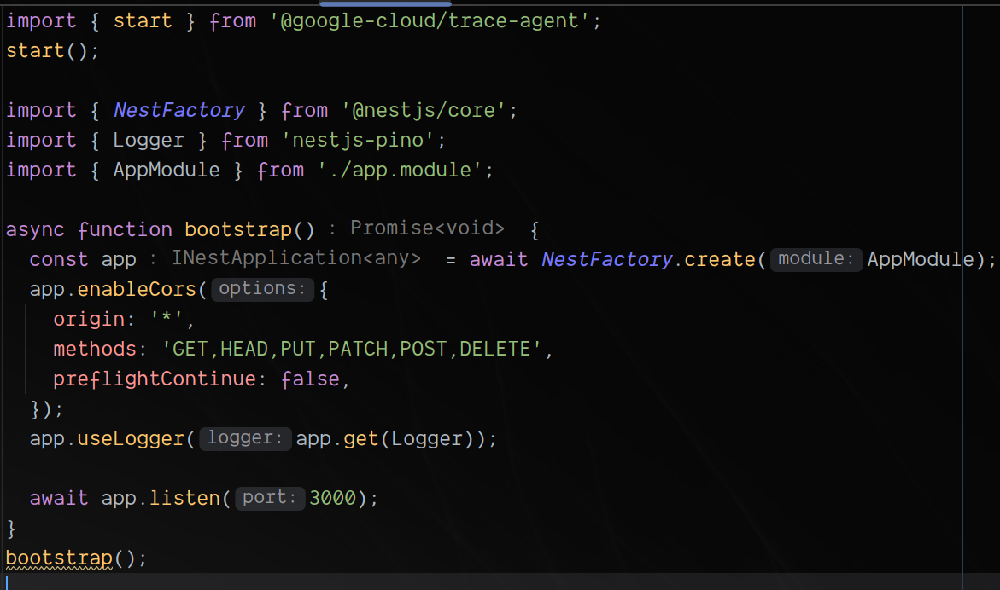 import { start } from '@google-cloud/trace-agent';
start();
import { NestFactory } from '@nestjs/core';
import { Logger } from 'nestjs-pino';
import { AppModule } from './app.module';
async function bootstrap() : Promise<void> {
  const app : INestApplication<any> = await NestFactory.create( module: AppModule);
  app.enableCors( options: {
    origin: '*',
    methods: 'GET,HEAD,PUT,PATCH,POST,DELETE',
    preflightContinue: false,
  });
  app.useLogger( logger: app.get(Logger));
  await app.listen( port: 3000);
}
bootstrap();